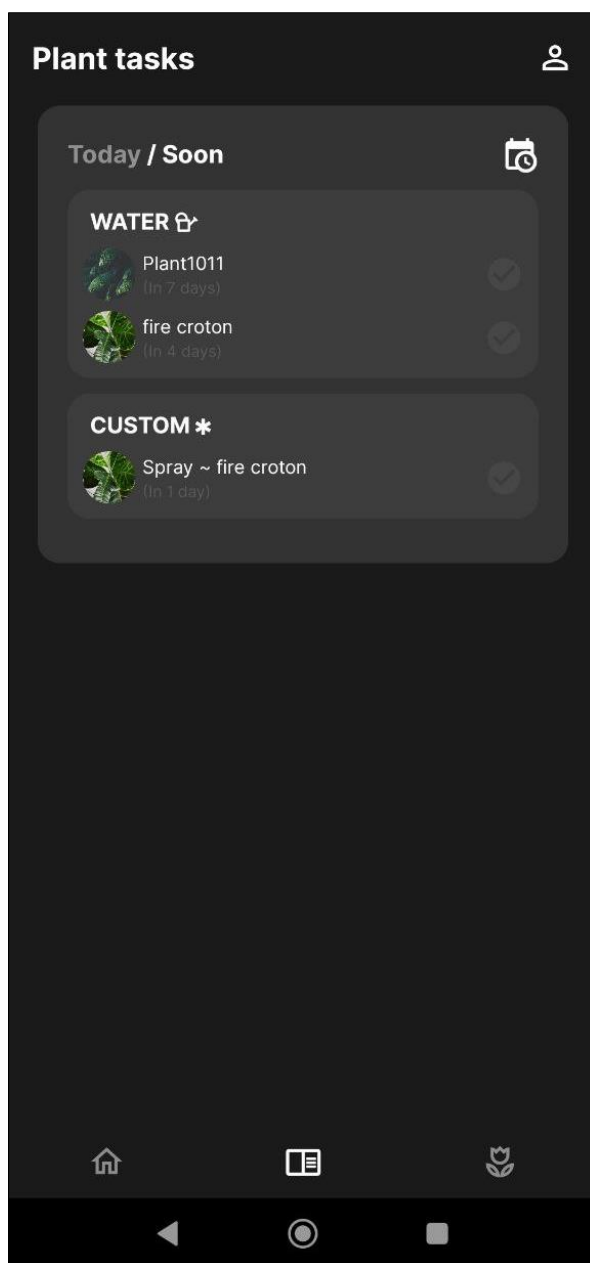 Plant tasks
Today / Soon
WATER
Plant1011
(In 7 days)
fire croton
(In 4 days)
CUSTOM
Spray ~ fire croton
(In 1 day)